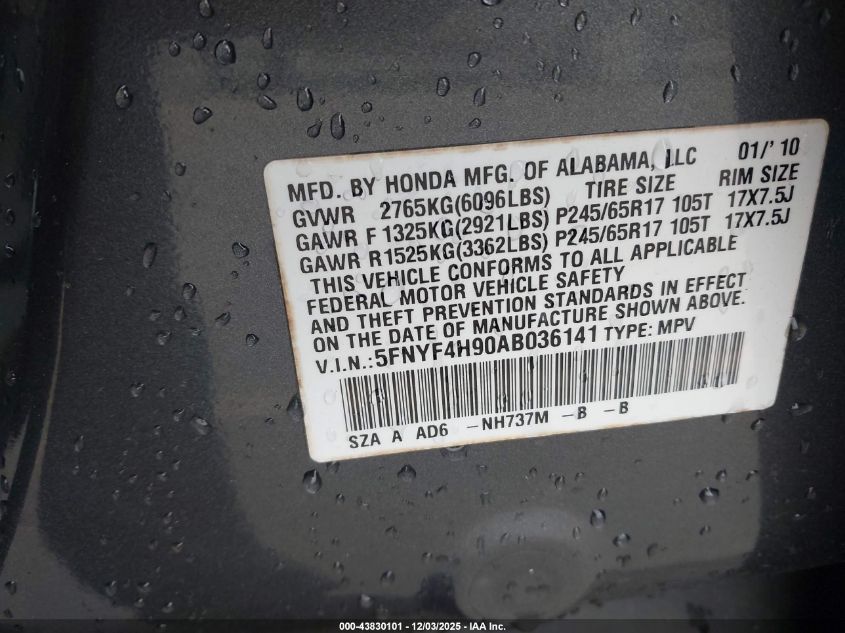 MFD. BY HONDA MFG. OF ALABAMA, LLC 01/' 10
GVWR 2765KG(6096LBS) TIRE SIZE RIM SIZE
GAWR F 1325KG(2921LBS) P245/65R17 105T 17X7.5J
GAWR R 1525KG(3362LBS) P245/65R17 105T 17X7.5J
THIS VEHICLE CONFORMS TO ALL APPLICABLE
FEDERAL MOTOR VEHICLE SAFETY
AND THEFT PREVENTION STANDARDS IN EFFECT
ON THE DATE OF MANUFACTURE SHOWN ABOVE.
V.I.N.: 5FNYF4H90AB036141 TYPE: MPV
SZA A AD6 -NH737M -B -B
000-43830101 - 12/03/2025 - IAA Inc.